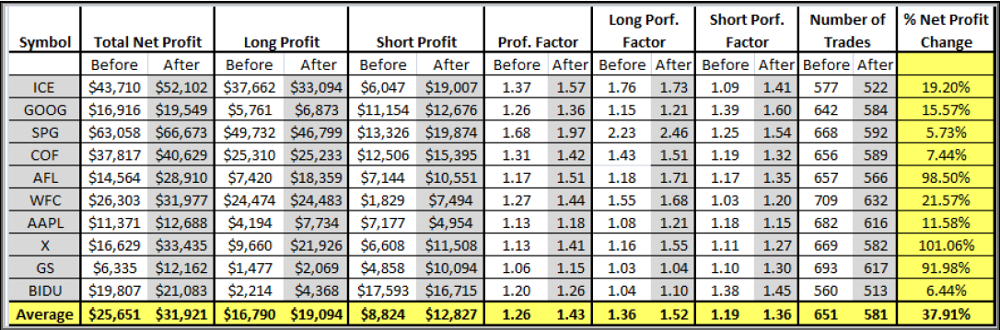 Long Porf. Short Porf. Number of % Net Profit
Symbol Total Net Profit Long Profit Short Profit Prof. Factor Factor Factor Trades Change
Before After Before After Before After Before After Before After Before After Before After
ICE $43,710 $52,102 $37,662 $33,094 $6,047 $19,007 1.37 1.57 1.76 1.73 1.09 1.41 577 522 19.20%
GOOG $16,916 $19,549 $5,761 $6,873 $11,154 $12,676 1.26 1.36 1.15 1.21 1.39 1.60 642 584 15.57%
SPG $63,058 $66,673 $49,732 $46,799 $13,326 $19,874 1.68 1.97 2.23 2.46 1.25 1.54 668 592 5.73%
COF $37,817 $40,629 $25,310 $25,233 $12,506 $15,395 1.31 1.42 1.43 1.51 1.19 1.32 656 589 7.44%
AFL $14,564 $28,910 $7,420 $18,359 $7,144 $10,551 1.17 1.51 1.18 1.71 1.17 1.35 657 566 98.50%
WFC $26,303 $31,977 $24,474 $24,483 $1,829 $7,494 1.27 1.44 1.55 1.68 1.03 1.20 709 632 21.57%
AAPL $11,371 $12,688 $4,194 $7,734 $7,177 $4,954 1.13 1.18 1.08 1.21 1.18 1.15 682 616 11.58%
X $16,629 $33,435 $9,660 $21,926 $6,608 $11,508 1.13 1.41 1.16 1.55 1.11 1.27 669 582 101.06%
GS $6,335 $12,162 $1,477 $2,069 $4,858 $10,094 1.06 1.15 1.03 1.04 1.10 1.30 693 617 91.98%
BIDU $19,807 $21,083 $2,214 $4,368 $17,593 $16,715 1.20 1.26 1.04 1.10 1.38 1.45 560 513 6.44%
Average $25,651 $31,921 $16,790 $19,094 $8,824 $12,827 1.26 1.43 1.36 1.52 1.19 1.36 651 581 37.91%